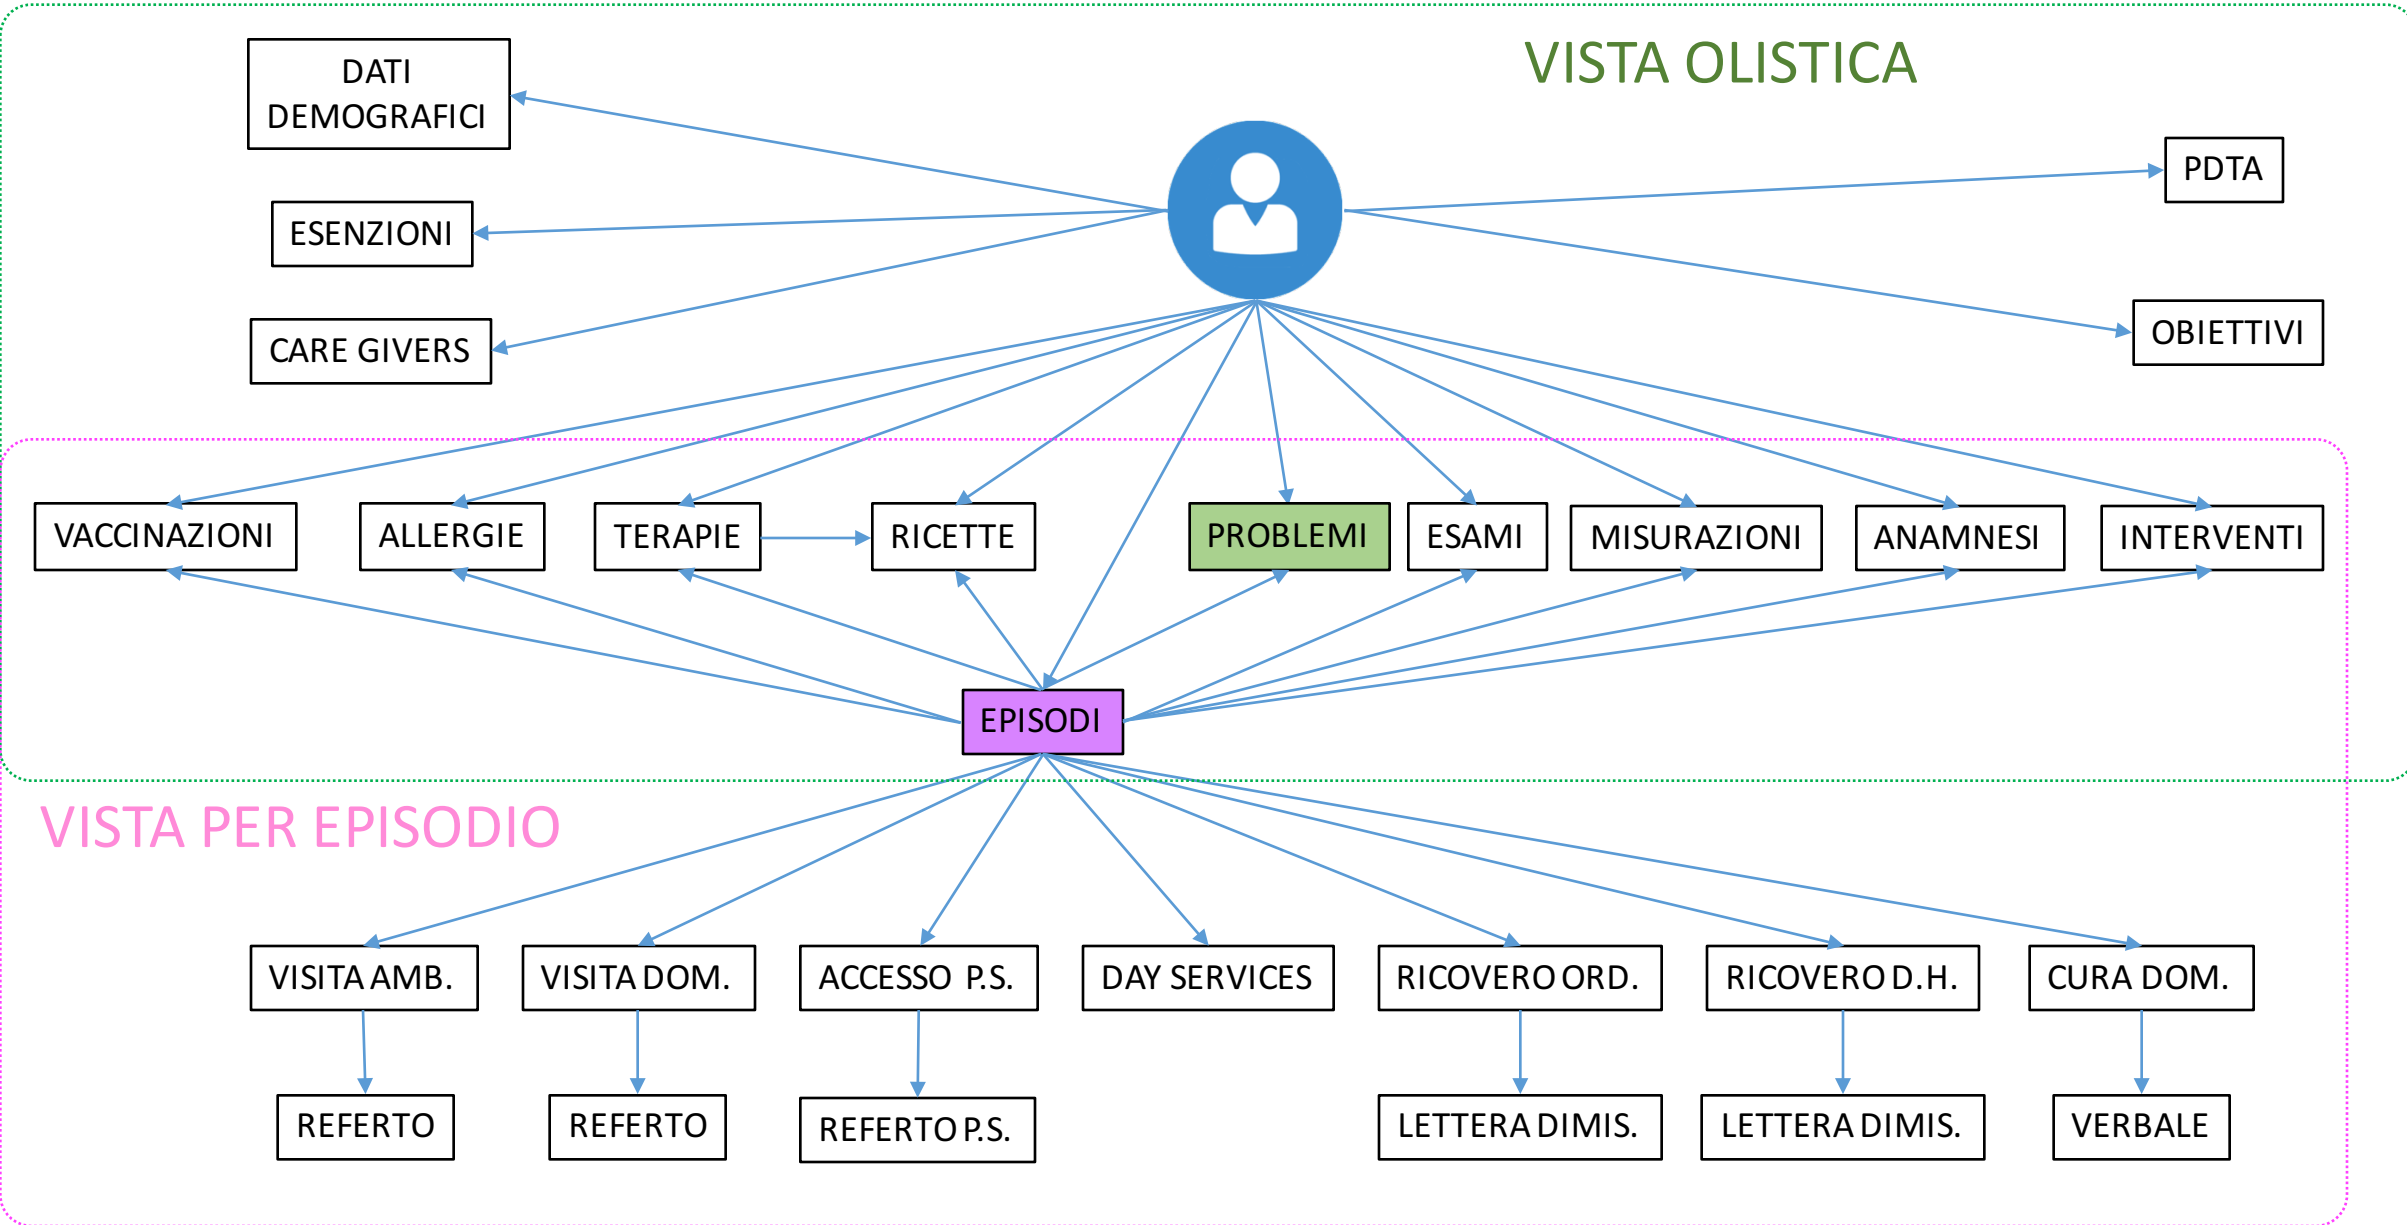 VISTA OLISTICA
DATI
DEMOGRAFICI
PDTA
ESENZIONI
CARE GIVERS
OBIETTIVI
VACCINAZIONI
ALLERGIE
TERAPIE
RICETTE
PROBLEMI
ESAMI
MISURAZIONI
ANAMNESI
INTERVENTI
EPISODI
VISTA PER EPISODIO
VISITA AMB.
VISITA DOM.
ACCESSO P.S.
DAY SERVICES
RICOVERO ORD.
RICOVERO D.H.
CURA DOM.
REFERTO
REFERTO
REFERTO P.S.
LETTERA DIMIS.
LETTERA DIMIS.
VERBALE